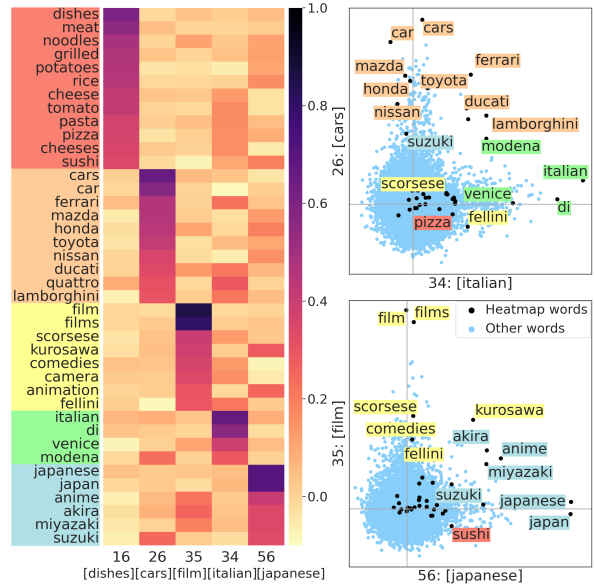 dishes
meat
noodles
grilled
potatoes
rice
cheese
tomato
pasta
pizza
cheeses
sushi
cars
car
ferrari
mazda
honda
toyota
nissan
ducati
quattro
lamborghini
film
films
scorsese
kurosawa
comedies
camera
animation
fellini
italian
di
venice
modena
japanese
japan
anime
akira
miyazaki
suzuki
16 26 35 34 56
[dishes][cars][film][italian][japanese]
1.0
0.8
0.6
0.4
0.2
0.0
26: [cars]
car
cars
mazda
ferrari
honda
toyota
nissan
ducati
lamborghini
suzuki
modena
scorsese
italian
venice
di
pizza
fellini
34: [italian]
35: [film]
Heatmap words
Other words
film
films
scorsese
kurosawa
comedies
akira
anime
fellini
miyazaki
suzuki
japanese
japan
sushi
56: [japanese]